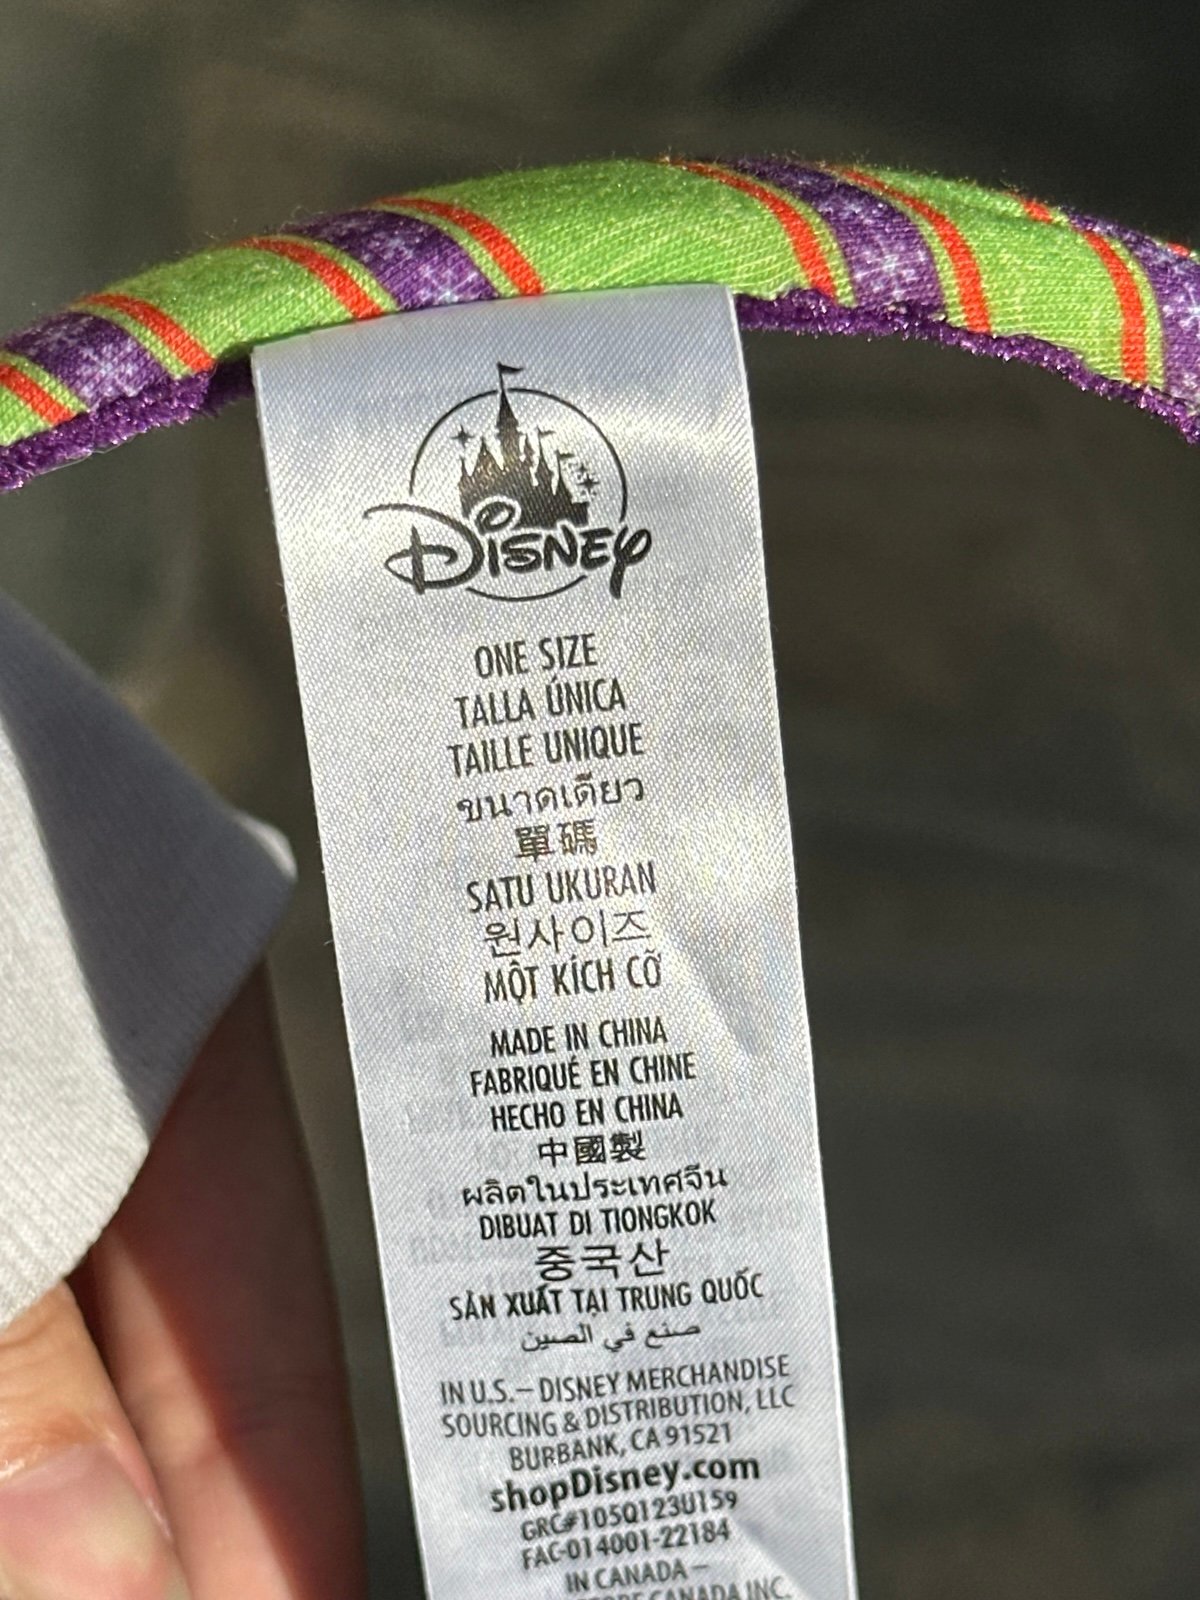 Disney
ONE SIZE
TALLA ÚNICA
TAILLE UNIQUE
ขนาดเดียว
單碼
SATU UKURAN
원사이즈
MỘT KÍCH CỠ
MADE IN CHINA
FABRIQUÉ EN CHINE
HECHO EN CHINA
中國製
ผลิตในประเทศจีน
DIBUAT DI TIONGKOK
중국산
SẢN XUẤT TẠI TRUNG QUỐC
صنع في الصين
IN U.S.– DISNEY MERCHANDISE
SOURCING & DISTRIBUTION, LLC
BURBANK, CA 91521
shopDisney.com
GRC#105Q123U159
FAC-014001-22184
IN CANADA –
CANADA INC.